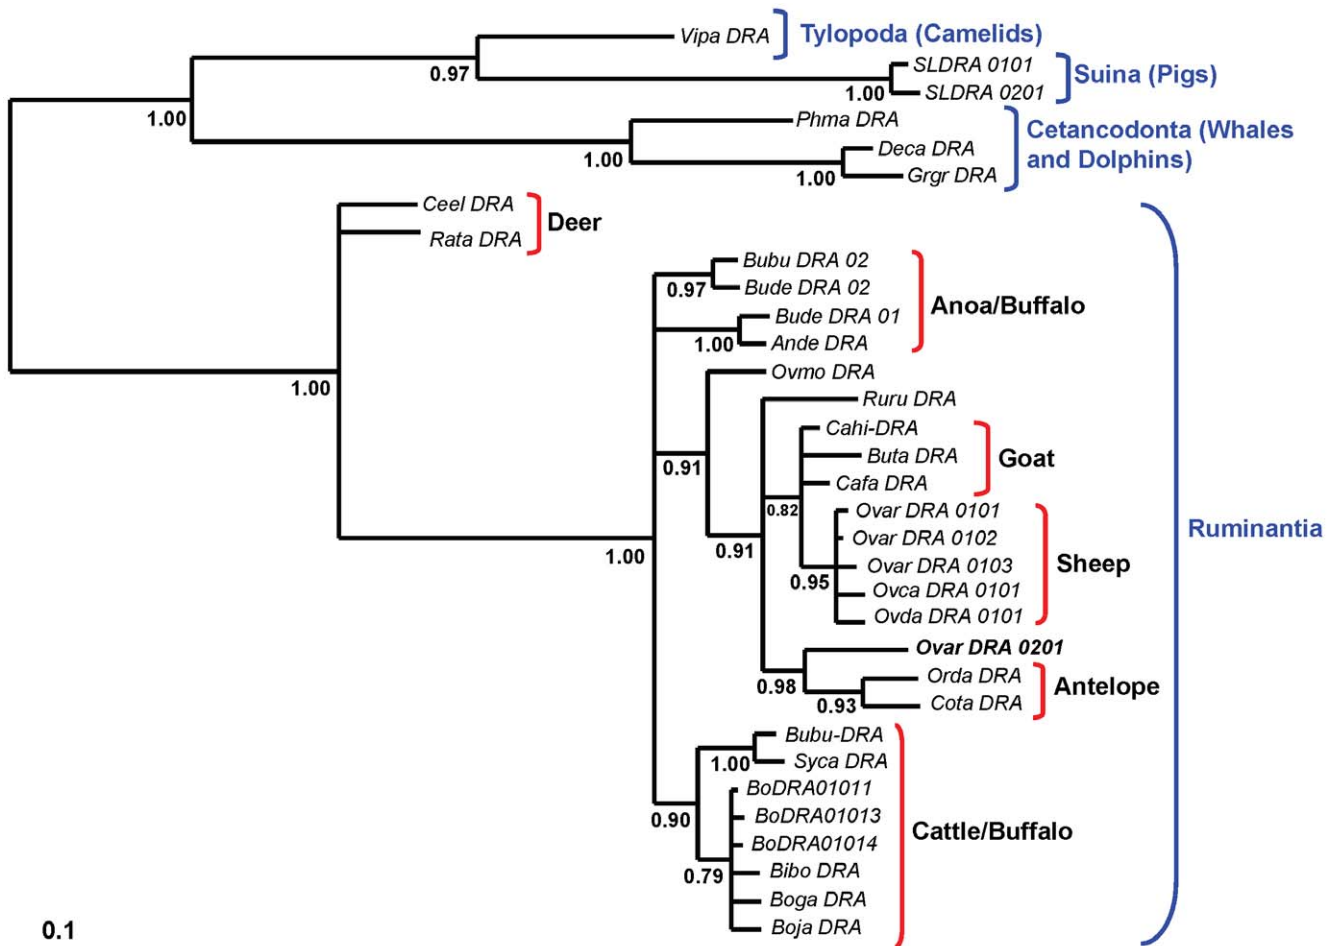 Vipa DRA
Tylopoda (Camelids)
0.97
SLDRA 0101
Suina (Pigs)
1.00
SLDRA 0201
1.00
Phma DRA
Cetancodonta (Whales
and Dolphins)
Deca DRA
1.00
1.00
Grgr DRA
Ceel DRA
Deer
Rata DRA
Bubu DRA 02
0.97
Bude DRA 02
Anoa/Buffalo
Bude DRA 01
1.00
Ande DRA
1.00
Ovmo DRA
Ruru DRA
Cahi-DRA
Buta DRA
Goat
0.91
Cafa DRA
0.82
Ovar DRA 0101
Ruminantia
Ovar DRA 0102
1.00
0.91
Ovar DRA 0103
Sheep
0.95
Ovca DRA 0101
Ovda DRA 0101
Ovar DRA 0201
Orda DRA
Antelope
0.98
0.93
Cota DRA
Bubu-DRA
1.00
Syca DRA
BoDRA01011
0.90
BoDRA01013
Cattle/Buffalo
BoDRA01014
0.79
Bibo DRA
Boga DRA
Boja DRA
0.1